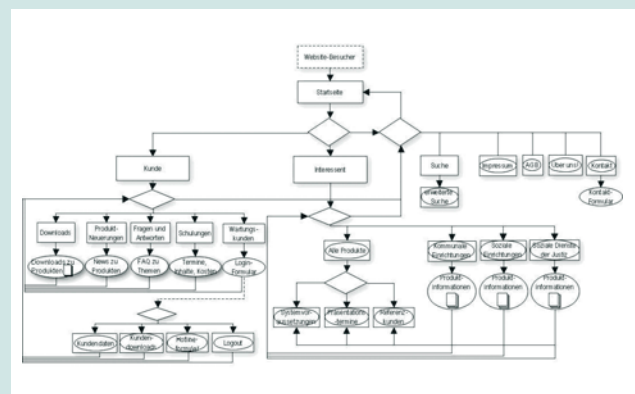 Website-Besucher
Startseite
Kunde
Interessent
Suche
erweiterte
Suche
Impressum
AGB
Über uns!
Kontakt
Kontakt-
Formular
Downloads
Produkt-
Neuerungen
Fragen und
Antworten
Schulungen
Wartungs-
kunden
Downloads zu
Produkten
News zu
Produkten
FAQ zu
Themen
Termine,
Inhalte, Kosten
Login-
Formular
Alle Produkte
Kommunale
Einrichtungen
Soziale
Einrichtungen
Soziale Dienste
der Justiz
Produkt-
informationen
Produkt-
informationen
Produkt-
informationen
Systemvor-
aussetzungen
Präsentations-
termine
Referenz-
kunden
Kundendaten
Kunden-
downloads
Hotline-
formular
Logout